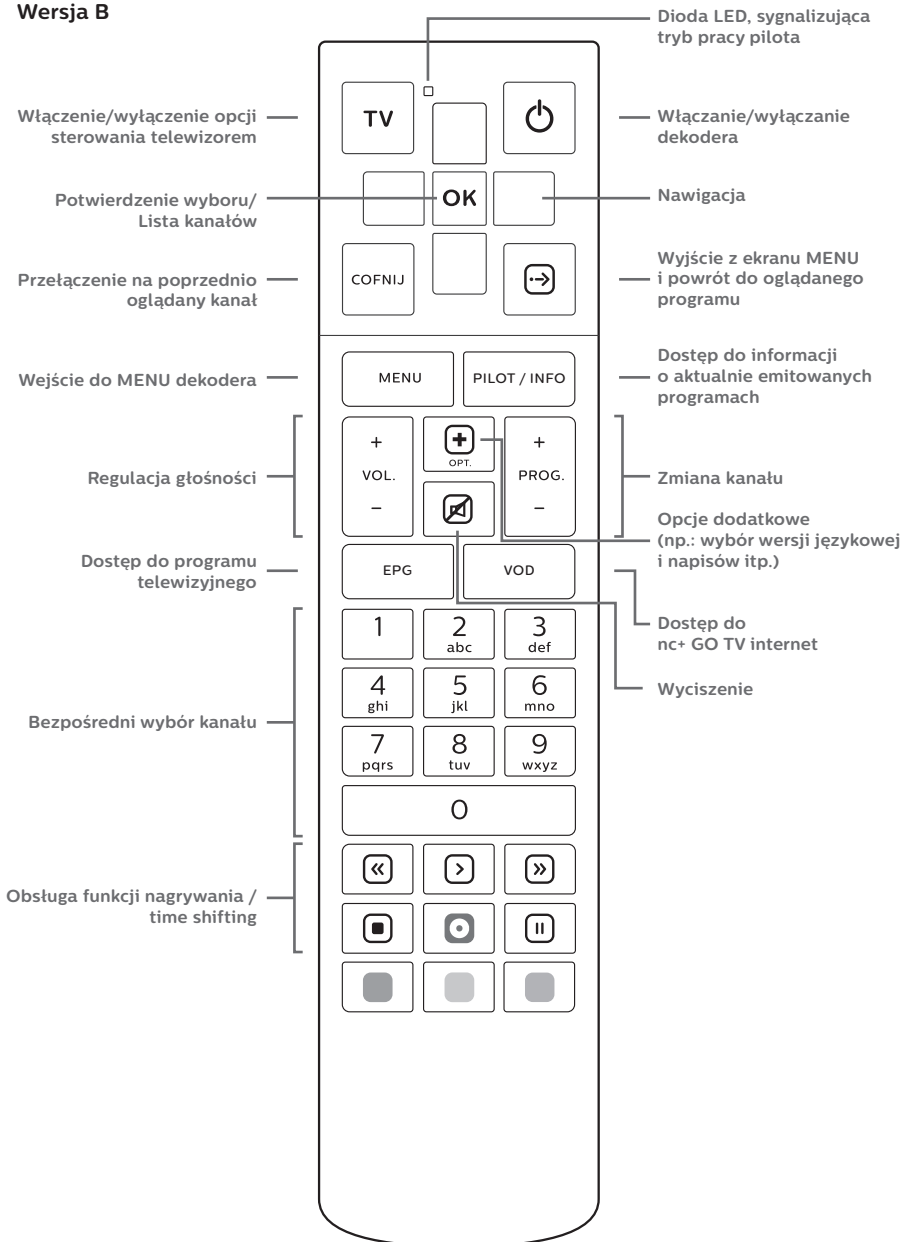 Wersja B
Dioda LED, sygnalizująca
tryb pracy pilota
Włączenie/wyłączenie opcji
sterowania telewizorem
TV
Włączanie/wyłączanie
dekodera
Potwierdzenie wyboru/
Lista kanałów
OK
Nawigacja
Przełączenie na poprzednio
oglądany kanał
COFNIJ
Wyjście z ekranu MENU
i powrót do oglądanego
programu
Wejście do MENU dekodera
MENU
PILOT / INFO
Dostęp do informacji
o aktualnie emitowanych
programach
Regulacja głośności
+
VOL.
–
OPT.
+
PROG.
–
Zmiana kanału
Opcje dodatkowe
(np.: wybór wersji językowej
i napisów itp.)
Dostęp do programu
telewizyjnego
EPG
VOD
Dostęp do
nc+ GO TV internet
Wyciszenie
Bezpośredni wybór kanału
1
2
abc
3
def
4
ghi
5
jkl
6
mno
7
pqrs
8
tuv
9
wxyz
0
Obsługa funkcji nagrywania /
time shifting